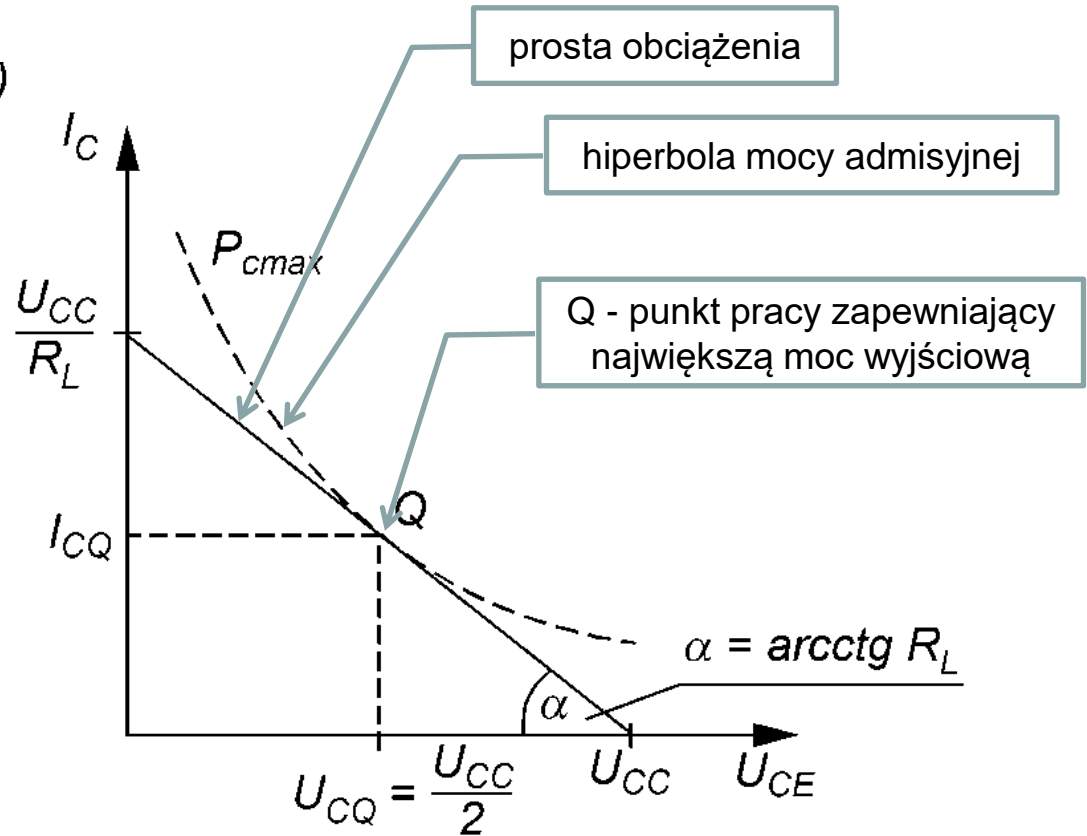 prosta obciążenia
)
I_C
hiperbola mocy admisyjnej
P_cmax
U_CC
R_L
Q - punkt pracy zapewniający
największą moc wyjściową
Q
I_CQ
α = arcctg R_L
α
U_CQ = U_CC/2
U_CC
U_CE